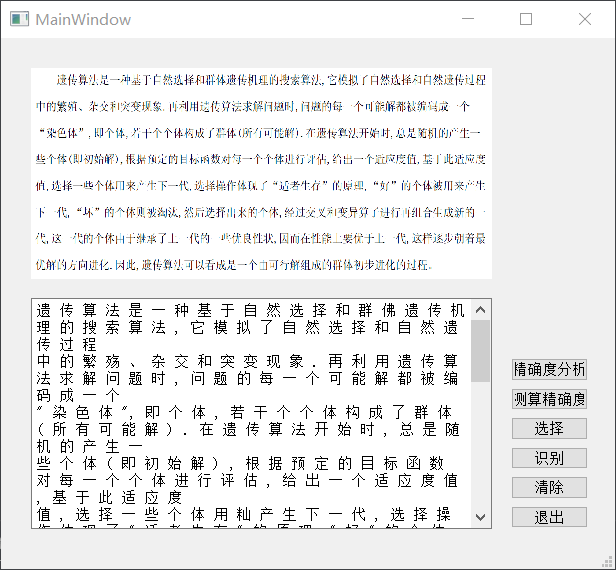 MainWindow
遗传算法是一种基于自然选择和群体遗传机理的搜索算法,它模拟了自然选择和自然遗传过程
中的繁殖、杂交和突变现象.再利用遗传算法求解问题时,问题的每一个可能解都被编码成一个
“染色体”,即个体,若干个个体构成了群体(所有可能解).在遗传算法开始时,总是随机的产生一
些个体(即初始解),根据预定的目标函数对每一个个体进行评估,给出一个适应度值,基于此适应度
值,选择一些个体用来产生下一代,选择操作体现了“适者生存”的原理,“好”的个体被用来产生
下一代,“坏”的个体则被淘汰,然后选择出来的个体,经过交叉和变异算子进行再组合生成新的一
代,这一代的个体由于继承了上一代的一些优良性状,因而在性能上要优于上一代,这样逐步朝着最
优解的方向进化.因此,遗传算法可以看成是一个由可行解组成的群体初步进化的过程。
遗传算法是一种基于自然选择和群佛遗传机
理的搜索算法,它模拟了自然选择和自然遗
传过程
中的繁殇、杂交和突变现象.再利用遗传算
法求解问题时,问题的每一个可能解都被编
码成一个
"染色体",即个体,若干个个体构成了群体
(所有可能解).在遗传算法开始时,总是随
机的产生一
些个体(即初始解),根据预定的目标函数
对每一个个体进行评估,给出一个适应度值
,基于此适应度
值,选择一些个体用籼产生下一代,选择操
作体现了"适者生存"的原理,"好"的个体
精确度分析
测算精确度
选择
识别
清除
退出